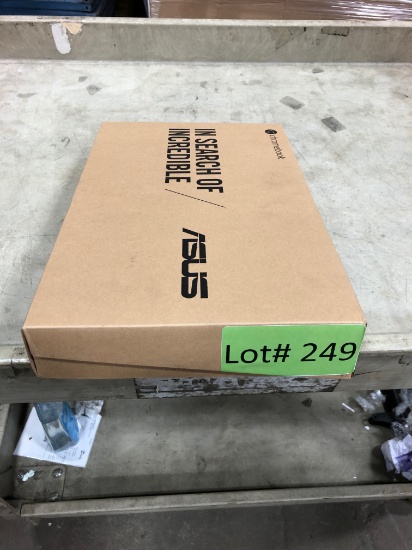 chromebook
IN SEARCH OF
INCREDIBLE
ASUS
Lot# 249